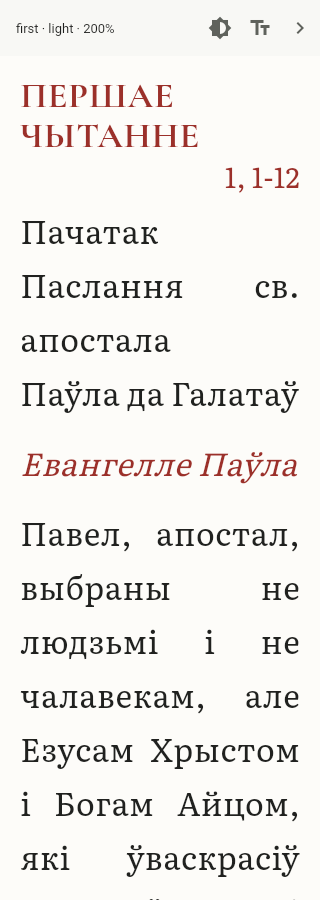 first · light · 200%
ПЕРШАЕ
ЧЫТАННЕ
1, 1-12
Пачатак
Паслання св.
апостала
Паўла да Галатаў
Евангелле Паўла
Павел, апостал,
выбраны не
людзьмі і не
чалавекам, але
Езусам Хрыстом
і Богам Айцом,
які ўваскрасіў